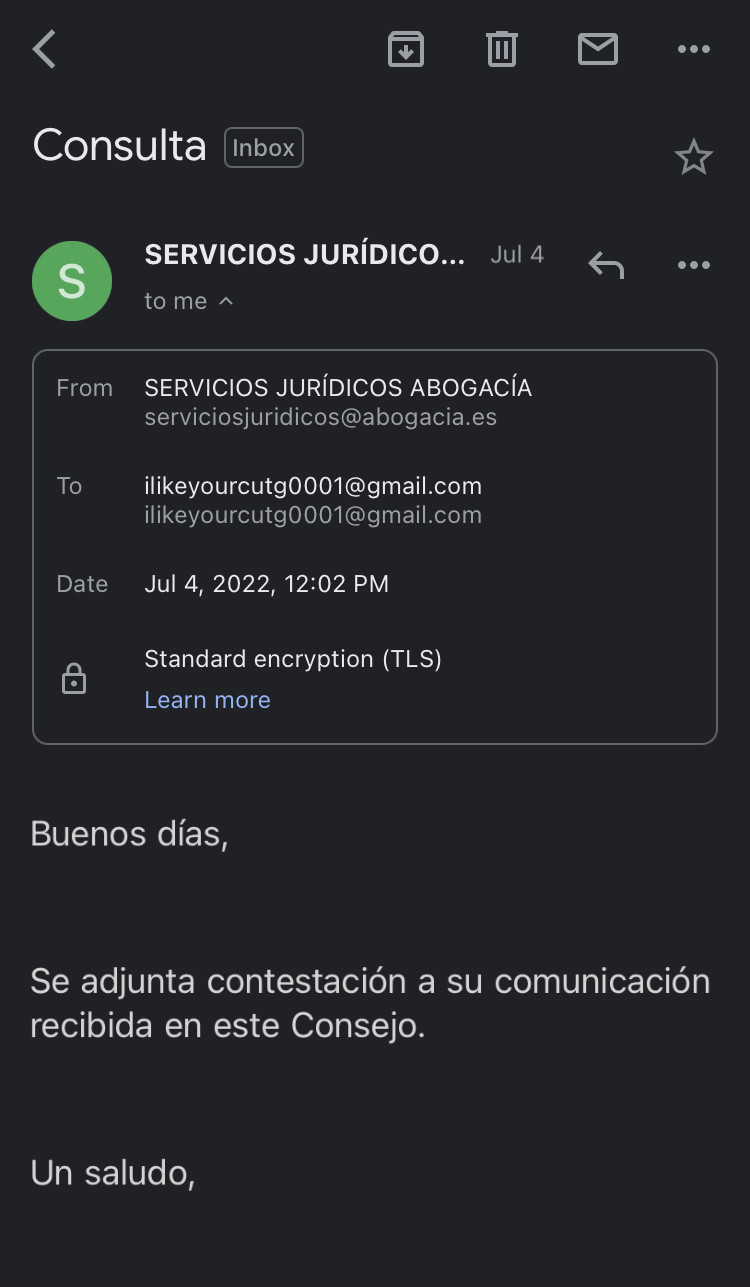 Consulta Inbox
SERVICIOS JURÍDICO... Jul 4
S
to me
From SERVICIOS JURÍDICOS ABOGACÍA
serviciosjuridicos@abogacia.es
To ilikeyourcutg0001@gmail.com
ilikeyourcutg0001@gmail.com
Date Jul 4, 2022, 12:02 PM
Standard encryption (TLS)
Learn more
Buenos días,
Se adjunta contestación a su comunicación
recibida en este Consejo.
Un saludo,